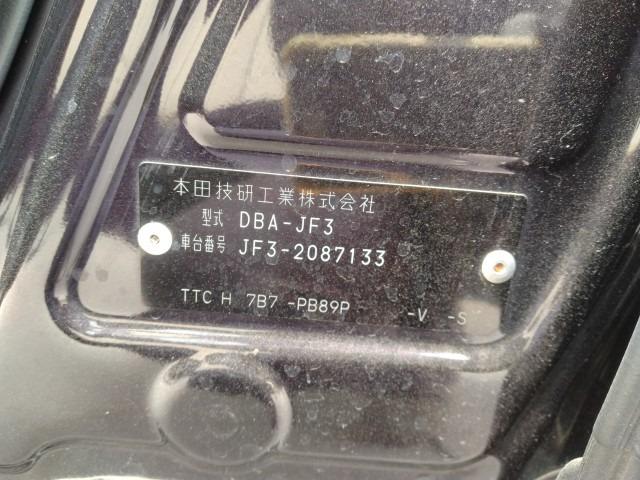 本田技研工業株式会社
型式 DBA-JF3
車台番号 JF3-2087133
TTC H 7B7 -PB89P -V -S